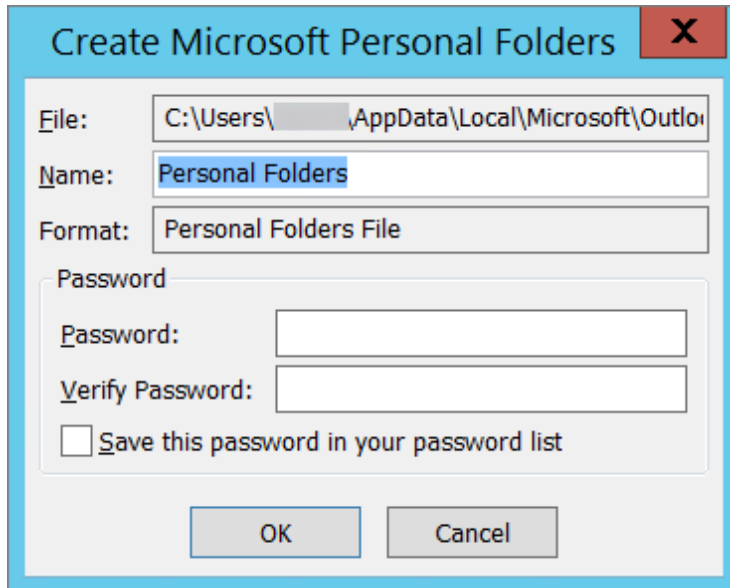 Create Microsoft Personal Folders
X
File: C:\Users\ \AppData\Local\Microsoft\Outlo
Name: Personal Folders
Format: Personal Folders File
Password
Password:
Verify Password:
Save this password in your password list
OK Cancel